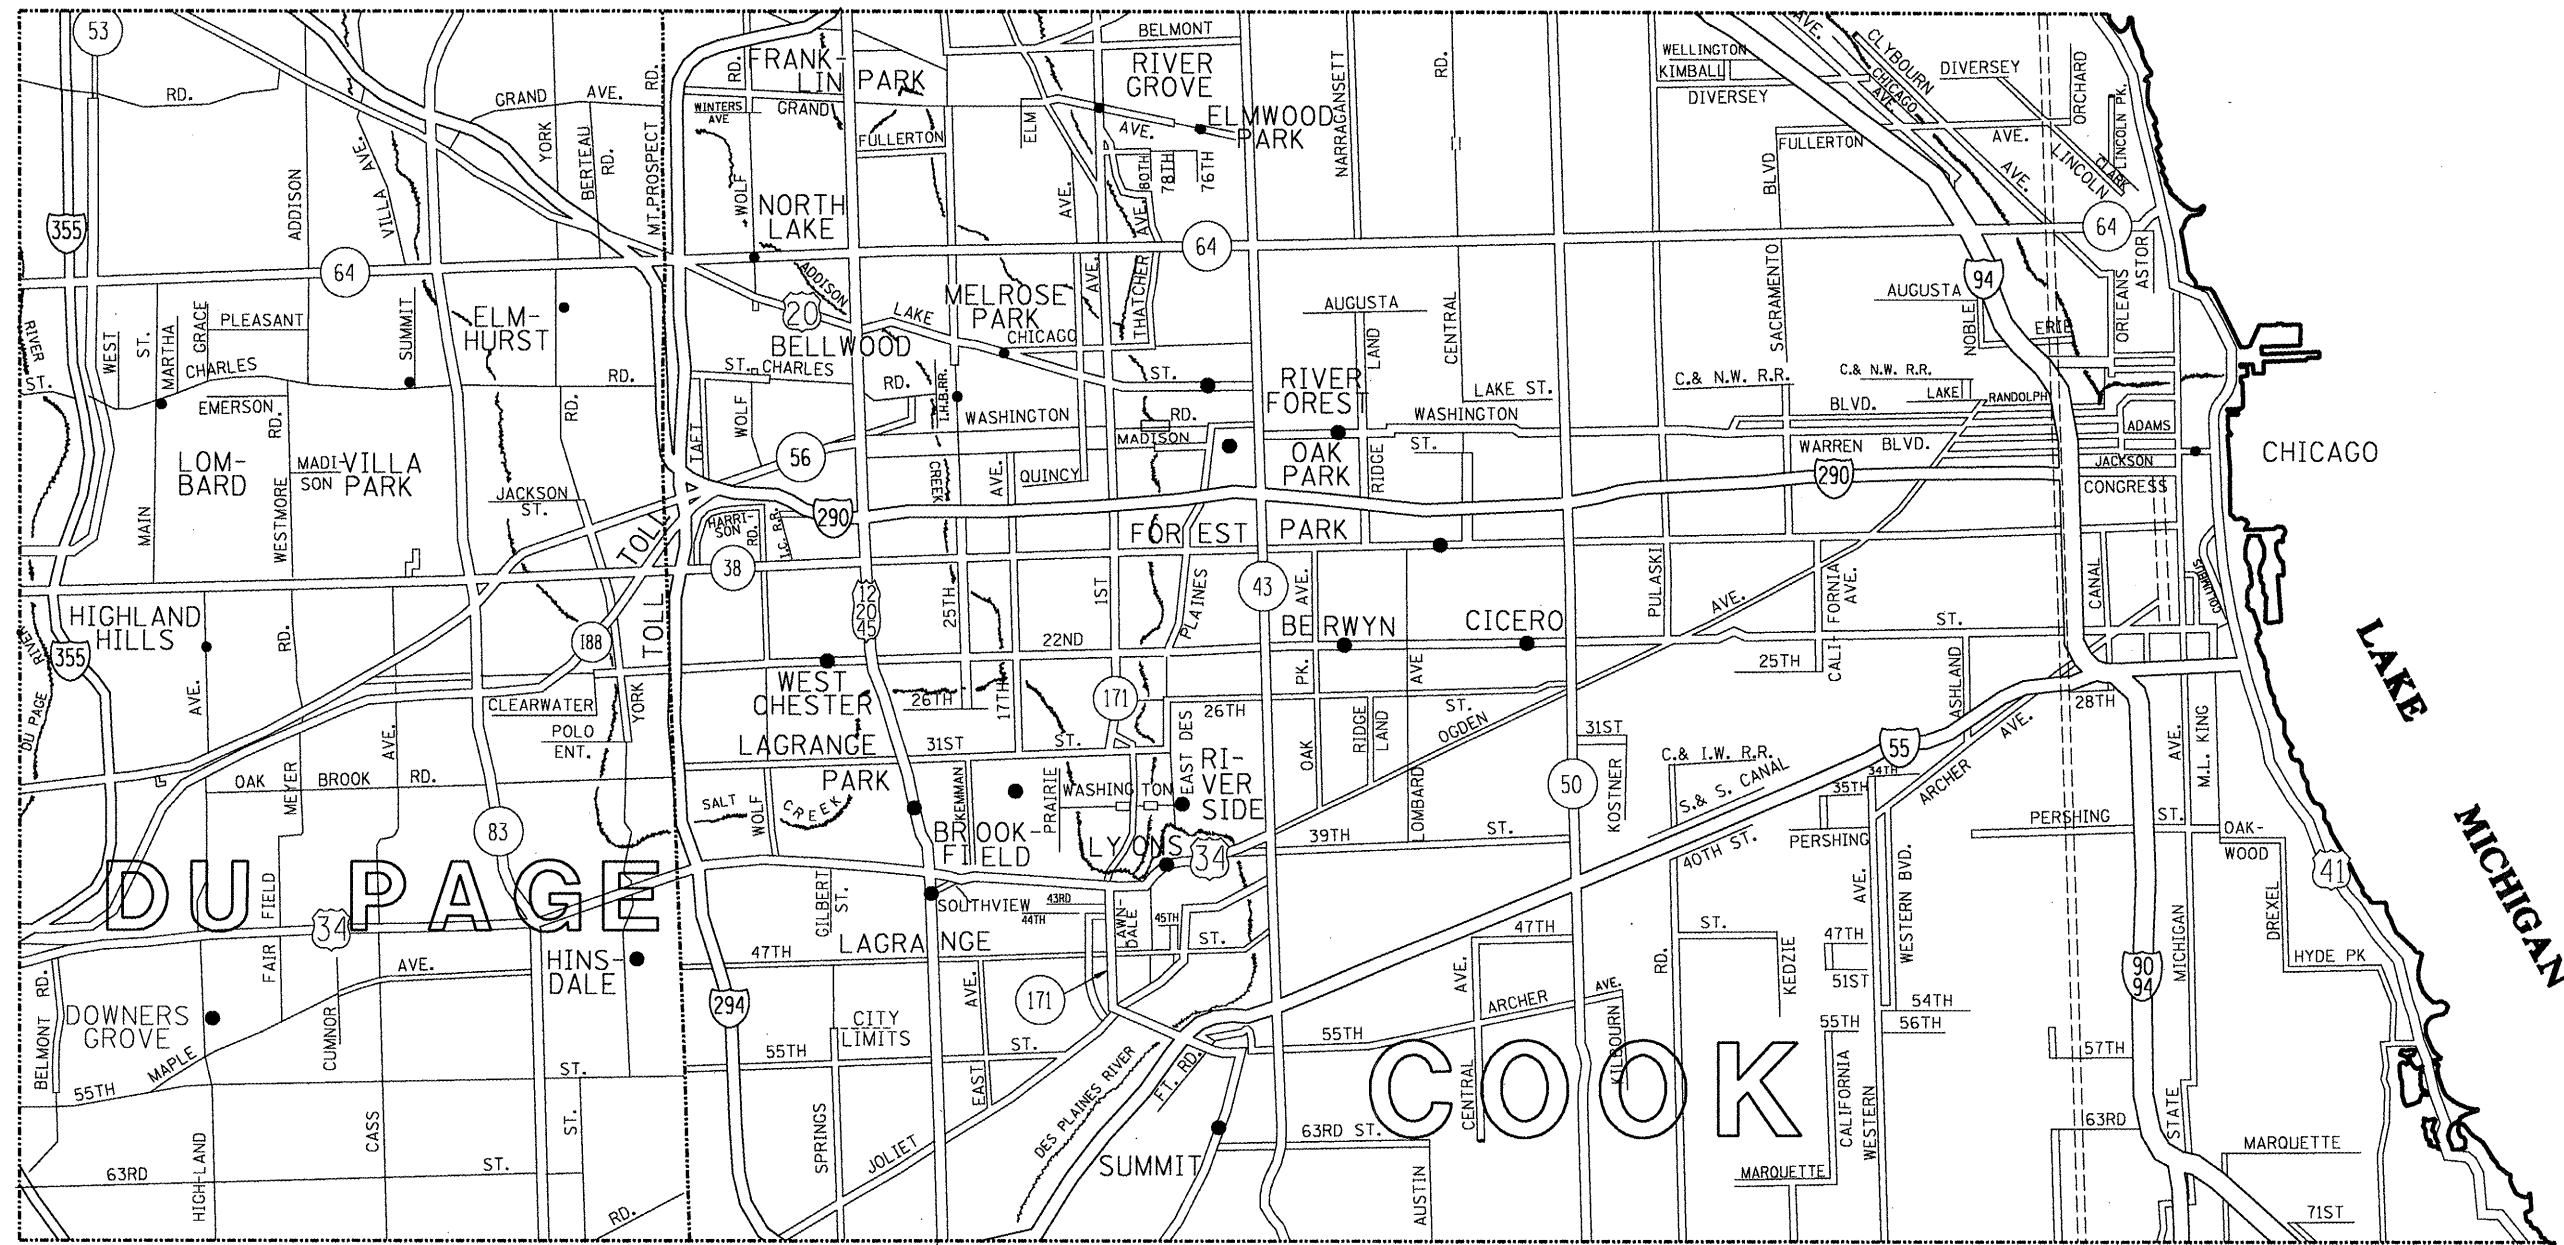 53
RD.
ADDISON
VILLA AVE.
GRAND AVE.
YORK
BERTEAU
RD.
MT.PROSPECT RD.
355
64
WEST
ST.
MARTHA
GRACE
PLEASANT
CHARLES
RD.
SUMMIT
ELM-
HURST
RIVER
ST.
EMERSON
RD.
LOM-
BARD
MADI-
SON
VILLA
PARK
MAIN
WESTMORE
JACKSON
ST.
RD.
TOLL
TOLL
HIGHLAND
HILLS
RIVER
355
DU PAGE
AVE.
RD.
MEYER
AVE.
188
CLEARWATER
POLO
ENT.
YORK
OAK BROOK RD.
83
DU PAGE
34
FAIR FIELD
HINS-
DALE
AVE.
BELMONT RD.
DOWNERS
GROVE
MAPLE
CUMNOR
55TH
ST.
CASS
HIGHLAND
63RD
ST.
ST.
RD.
FRANK-
LIN PARK
RD.
WINTERS
AVE
GRAND
FULLERTON
WOLF
NORTH
LAKE
ADDISON
20
BELLWOOD
LAKE
MELROSE
PARK
CHICAGO
ST. CHARLES
RD.
I.H.B.RR.
TAFT
WOLF
56
WASHINGTON
RD.
MADISON
CREEK
AVE.
QUINCY
HARRI-
SON
RD.
I.C. R.R.
290
38
12
20
45
25TH
1ST
PLAINES
22ND
WEST
CHESTER
26TH
17TH
171
26TH
ST.
LAGRANGE
PARK
31ST
ST.
EAST DES
RI-
VER
SIDE
SALT
CREEK
WOLF
KEMMAN
PRAIRIE
WASHINGTON
BROOK-
FIELD
LYONS
34
GILBERT
ST.
SOUTHVIEW
43RD
44TH
45TH
47TH
LAGRANGE
ST.
294
171
AVE.
CITY
LIMITS
55TH
ST.
EAST
SPRINGS
JOLIET
DES PLAINES RIVER
FT. RD.
SUMMIT
BELMONT
RIVER
GROVE
ELM
AVE.
ELMWOOD
PARK
80TH
78TH
76TH
AVE.
AVE.
THATCHER AVE.
64
NARRAGANSETT
RD.
AUGUSTA
LAND
CENTRAL
ST.
RIVER
FOREST
LAKE ST.
WASHINGTON
OAK
PARK
RIDGE
ST.
FOREST PARK
43
AVE.
BERWYN
CICERO
PK.
AVE
OAK
RIDGE
LAND
OGDEN
LOMBARD
39TH
ST.
50
31ST
KOSTNER
47TH
AVE.
ARCHER
AVE.
55TH
KILBOURN
CENTRAL
COOK
63RD ST.
AUSTIN
WELLINGTON
KIMBALL
DIVERSEY
AVE.
CLYBOURN
CHICAGO
AVE
DIVERSEY
ORCHARD
LINCOLN PK.
FULLERTON
AVE.
AVE.
LINCOLN
CLARK
BLVD
SACRAMENTO
64
ASTOR
ORLEANS
94
AUGUSTA
NOBLE
ERIE
C.& N.W. R.R.
C.& N.W. R.R.
LAKE
RANDOLPH
BLVD.
ADAMS
WARREN BLVD.
JACKSON
CONGRESS
290
CHICAGO
PULASKI
AVE.
CALI- FORNIA
AVE.
CANAL
COLUMBUS
ST.
25TH
ASHLAND
28TH
AVE.
ARCHER
55
C.& I.W. R.R.
S.& S. CANAL
34TH
35TH
40TH ST.
PERSHING
PERSHING
ST.
AVE.
M.L. KING
OAK-
WOOD
41
RD.
ST.
KEDZIE
47TH
51ST
AVE.
WESTERN BVD.
54TH
56TH
55TH
57TH
90
94
MICHIGAN
DREXEL
HYDE PK
CALIFORNIA
WESTERN
MARQUETTE
63RD
STATE
MARQUETTE
71ST
LAKE
MICHIGAN